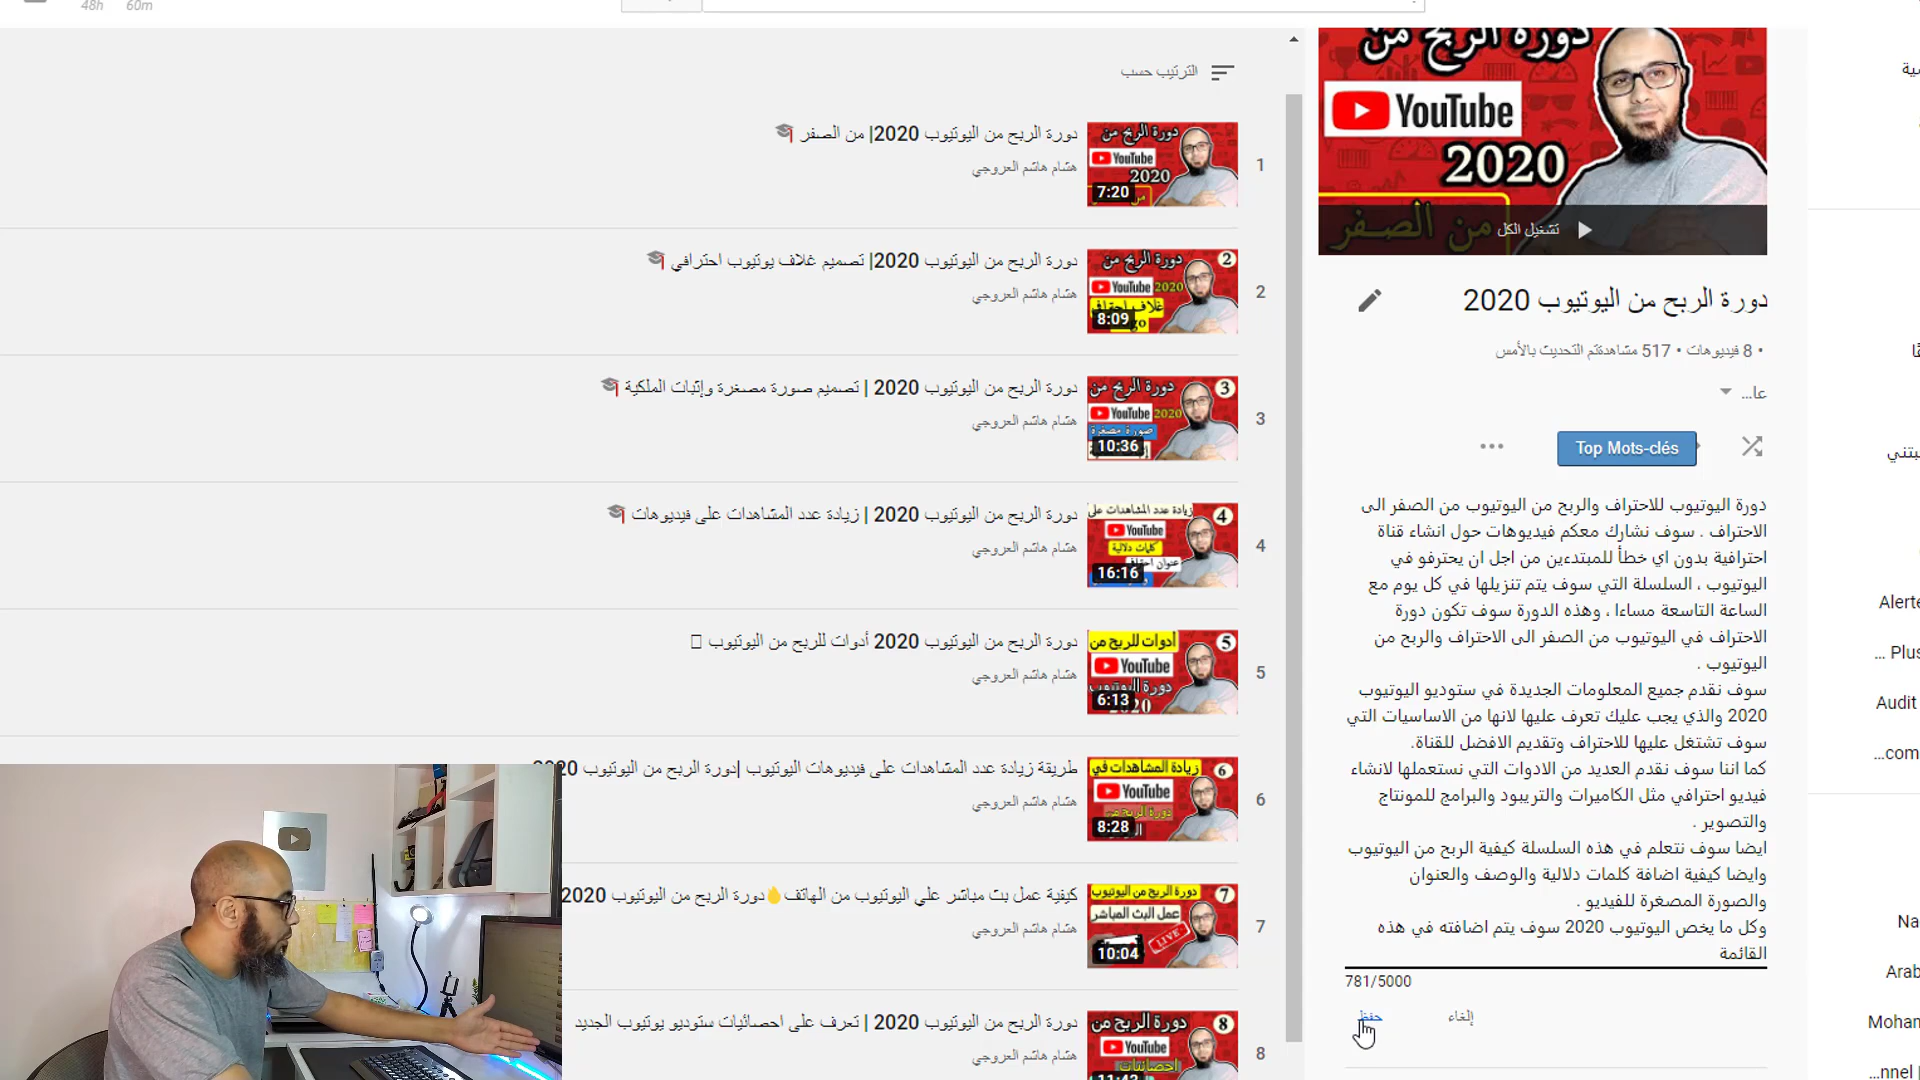 48h 60m
الترتيب حسب
دورة الربح من اليوتيوب 2020| من الصفر
هشام هاشم العروجي
7:20
1
دورة الربح من اليوتيوب 2020| تصميم غلاف يوتيوب احترافي
هشام هاشم العروجي
8:09
2
دورة الربح من اليوتيوب 2020 | تصميم صورة مصغرة وإثبات الملكية
هشام هاشم العروجي
10:36
3
دورة الربح من اليوتيوب 2020 | زيادة عدد المشاهدات على فيديوهات
هشام هاشم العروجي
16:16
4
دورة الربح من اليوتيوب 2020 أدوات للربح من اليوتيوب
هشام هاشم العروجي
6:13
5
طريقة زيادة عدد المشاهدات على فيديوهات اليوتيوب |دورة الربح من اليوتيوب 2020
هشام هاشم العروجي
8:28
6
كيفية عمل بث مباشر علي اليوتيوب من الهاتف🔥دورة الربح من اليوتيوب 2020
هشام هاشم العروجي
10:04
7
دورة الربح من اليوتيوب 2020 | تعرف على احصائيات ستوديو يوتيوب الجديد
هشام هاشم العروجي
8
دورة الربح من
YouTube
2020
من الصفر
تشغيل الكل
دورة الربح من اليوتيوب 2020
• 8 فيديوهات • 517 مشاهدةتم التحديث بالأمس
عا...
Top Mots-clés
دورة اليوتيوب للاحتراف والربح من اليوتيوب من الصفر الى
الاحتراف . سوف نشارك معكم فيديوهات حول انشاء قناة
احترافية بدون اي خطأ للمبتدءين من اجل ان يحترفو في
اليوتيوب ، السلسلة التي سوف يتم تنزيلها في كل يوم مع
الساعة التاسعة مساءا ، وهذه الدورة سوف تكون دورة
الاحتراف في اليوتيوب من الصفر الى الاحتراف والربح من
اليوتيوب .
سوف نقدم جميع المعلومات الجديدة في ستوديو اليوتيوب
2020 والذي يجب عليك تعرف عليها لانها من الاساسيات التي
سوف تشتغل عليها للاحتراف وتقديم الافضل للقناة.
كما اننا سوف نقدم العديد من الادوات التي نستعملها لانشاء
فيديو احترافي مثل الكاميرات والتريبود والبرامج للمونتاج
والتصوير .
ايضا سوف نتعلم في هذه السلسلة كيفية الربح من اليوتيوب
وايضا كيفية اضافة كلمات دلالية والوصف والعنوان
والصورة المصغرة للفيديو .
وكل ما يخص اليوتيوب 2020 سوف يتم اضافته في هذه
القائمة
781/5000
حفظ
إلغاء
Alerte
... Plus
Audit
...com
Na
Arab
Mohan
...nnel